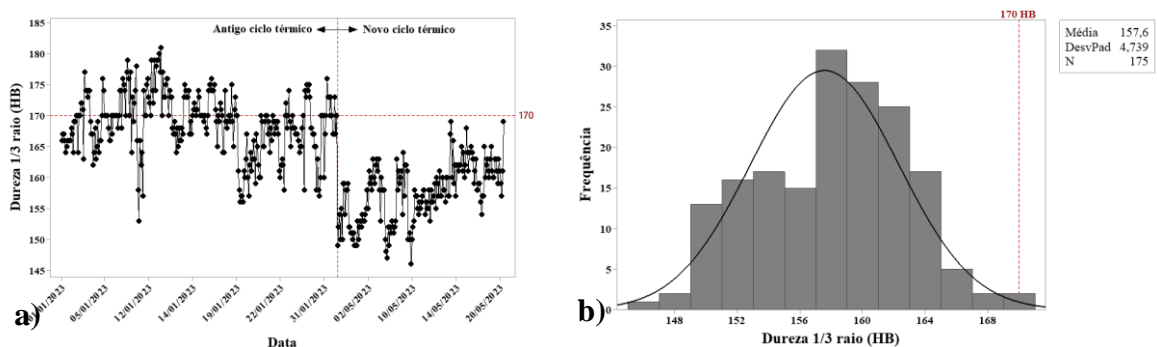 185
180
175
170
165
160
155
150
145
Dureza 1/3 raio (HB)
Antigo ciclo térmico
Novo ciclo térmico
170
01/01/2023
05/01/2023
12/01/2023
14/01/2023
19/01/2023
22/01/2023
31/01/2023
02/05/2023
10/05/2023
14/05/2023
20/05/2023
Data
a)
170 HB
35
30
25
20
15
10
5
0
Frequência
148 152 156 160 164 168
Dureza 1/3 raio (HB)
b)
Média 157,6
DesvPad 4,739
N 175